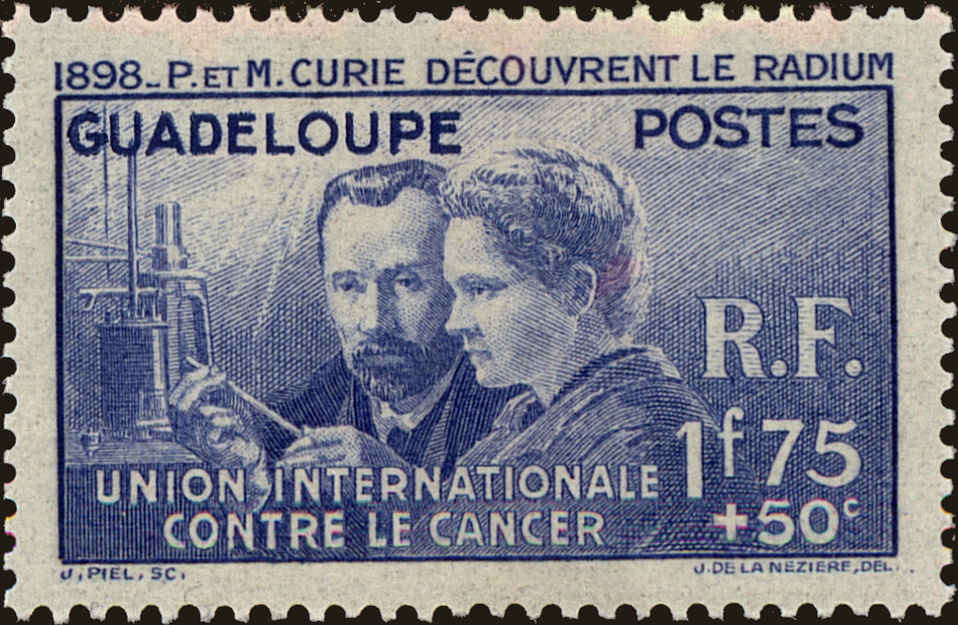 1898_P. ET M. CURIE DÉCOUVRENT LE RADIUM
GUADELOUPE POSTES
R.F.
1f75
+50c
UNION INTERNATIONALE
CONTRE LE CANCER
J. PIEL, SC. J. DE LA NÉZIÈRE, DEL.